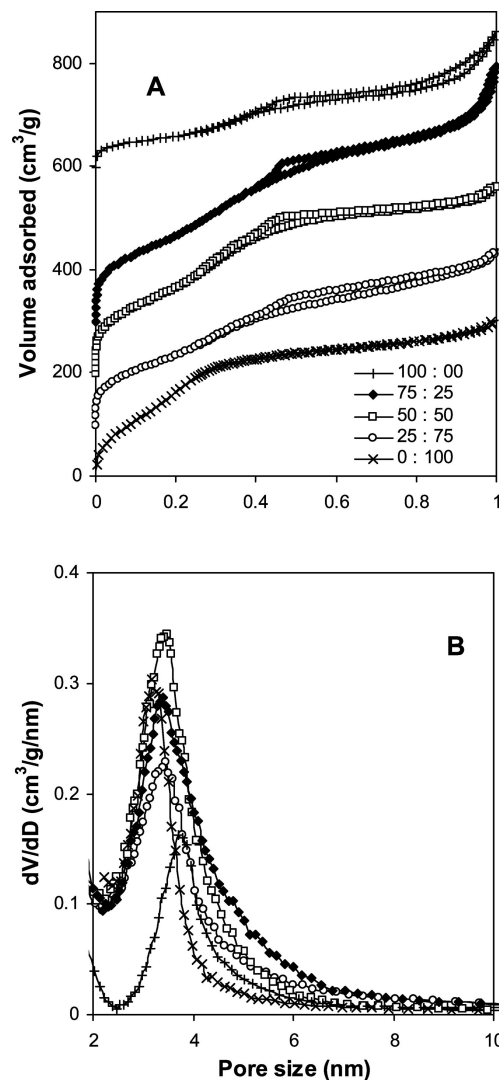 A
Volume adsorbed (cm³/g)
800
600
400
200
0
0 0.2 0.4 0.6 0.8 1
100 : 00
75 : 25
50 : 50
25 : 75
0 : 100
B
dV/dD (cm³/g/nm)
0.4
0.3
0.2
0.1
0
2 4 6 8 10
Pore size (nm)